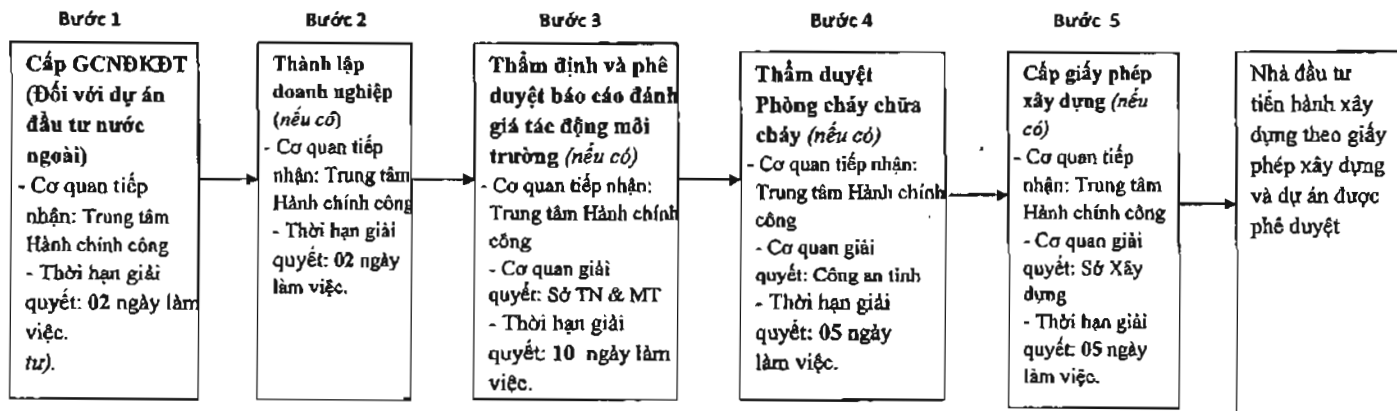 Bước 1
Cấp GCNĐKĐT
(Đối với dự án
đầu tư nước
ngoài)
- Cơ quan tiếp
nhận: Trung tâm
Hành chính công
- Thời hạn giải
quyết: 02 ngày làm
việc.
tư).
Bước 2
Thành lập
doanh nghiệp
(nếu có)
- Cơ quan tiếp
nhận: Trung tâm
Hành chính công
- Thời hạn giải
quyết: 02 ngày
làm việc.
Bước 3
Thẩm định và phê
duyệt báo cáo đánh
giá tác động môi
trường (nếu có)
- Cơ quan tiếp nhận:
Trung tâm Hành chính
công
- Cơ quan giải
quyết: Sở TN & MT
- Thời hạn giải
quyết: 10 ngày làm
việc.
Bước 4
Thẩm duyệt
Phòng cháy chữa
cháy (nếu có)
- Cơ quan tiếp nhận:
Trung tâm Hành chính
công
- Cơ quan giải
quyết: Công an tỉnh
- Thời hạn giải
quyết: 05 ngày
làm việc.
Bước 5
Cấp giấy phép
xây dựng (nếu
có)
- Cơ quan tiếp
nhận: Trung tâm
Hành chính công
- Cơ quan giải
quyết: Sở Xây
dựng
- Thời hạn giải
quyết: 05 ngày
làm việc.
Nhà đầu tư
tiến hành xây
dựng theo giấy
phép xây dựng
và dự án được
phê duyệt